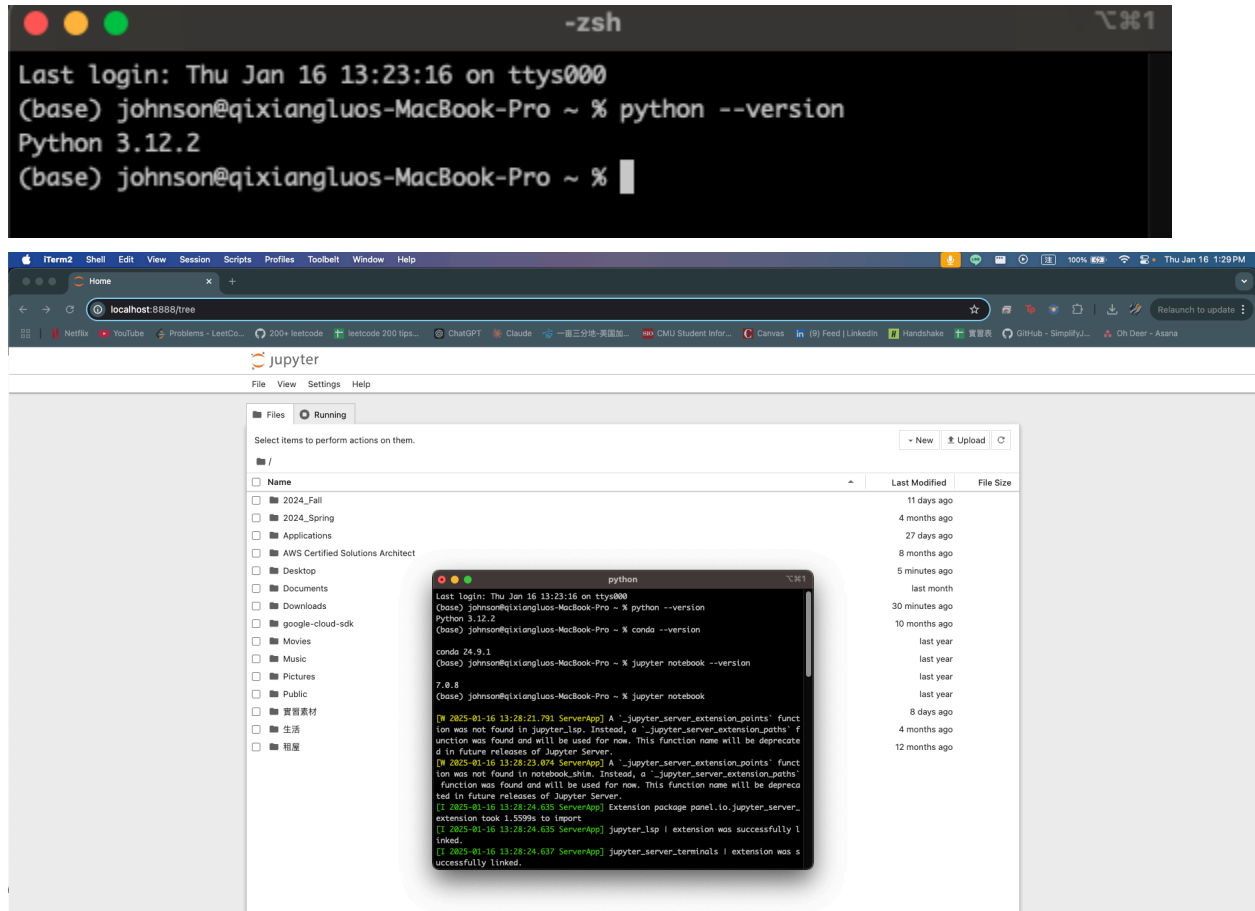 -zsh
⌥⌘1
Last login: Thu Jan 16 13:23:16 on ttys000
(base) johnson@qixiangluos-MacBook-Pro ~ % python --version
Python 3.12.2
(base) johnson@qixiangluos-MacBook-Pro ~ %
iTerm2 Shell Edit View Session Scripts Profiles Toolbelt Window Help
100%
Thu Jan 16 1:29 PM
Home
localhost:8888/tree
Relaunch to update
Netflix YouTube Problems - LeetCo... 200+ leetcode leetcode 200 tips... ChatGPT Claude 一亩三分地-美国加... CMU Student Infor... Canvas (9) Feed | LinkedIn Handshake 實習表 GitHub - SimplifyJ... Oh Deer - Asana
jupyter
File View Settings Help
Files Running
Select items to perform actions on them.
New Upload
/
Name Last Modified File Size
2024_Fall 11 days ago
2024_Spring 4 months ago
Applications 27 days ago
AWS Certified Solutions Architect 8 months ago
Desktop 5 minutes ago
Documents last month
Downloads 30 minutes ago
google-cloud-sdk 10 months ago
Movies last year
Music last year
Pictures last year
Public last year
實習素材 8 days ago
生活 4 months ago
租屋 12 months ago
python
⌥⌘1
Last login: Thu Jan 16 13:23:16 on ttys000
(base) johnson@qixiangluos-MacBook-Pro ~ % python --version
Python 3.12.2
(base) johnson@qixiangluos-MacBook-Pro ~ % conda --version
conda 24.9.1
(base) johnson@qixiangluos-MacBook-Pro ~ % jupyter notebook --version
7.0.8
(base) johnson@qixiangluos-MacBook-Pro ~ % jupyter notebook
[W 2025-01-16 13:28:21.791 ServerApp] A `_jupyter_server_extension_points` funct
ion was not found in jupyter_lsp. Instead, a `_jupyter_server_extension_paths` f
unction was found and will be used for now. This function name will be deprecate
d in future releases of Jupyter Server.
[W 2025-01-16 13:28:23.074 ServerApp] A `_jupyter_server_extension_points` funct
ion was not found in notebook_shim. Instead, a `_jupyter_server_extension_paths`
function was found and will be used for now. This function name will be depreca
ted in future releases of Jupyter Server.
[I 2025-01-16 13:28:24.635 ServerApp] Extension package panel.io.jupyter_server_
extension took 1.5599s to import
[I 2025-01-16 13:28:24.635 ServerApp] jupyter_lsp | extension was successfully l
inked.
[I 2025-01-16 13:28:24.637 ServerApp] jupyter_server_terminals | extension was s
uccessfully linked.